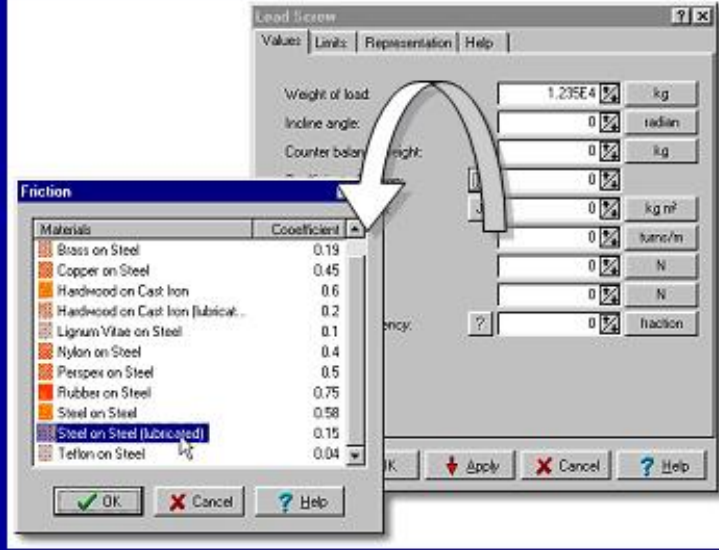 Lead Screw
Values Limits Representation Help
Weight of load: 1.235E4 kg
Incline angle: 0 radian
Counter balance weight: 0 kg
0
J 0 kg m²
0 turns/m
0 N
0 N
? 0 fraction
OK Apply Cancel Help
Friction
Materials Cooefficient
Brass on Steel 0.19
Copper on Steel 0.45
Hardwood on Cast Iron 0.6
Hardwood on Cast Iron (lubricat... 0.2
Lignum Vitae on Steel 0.1
Nylon on Steel 0.4
Perspex on Steel 0.5
Rubber on Steel 0.75
Steel on Steel 0.58
Steel on Steel (lubricated) 0.15
Teflon on Steel 0.04
OK Cancel Help